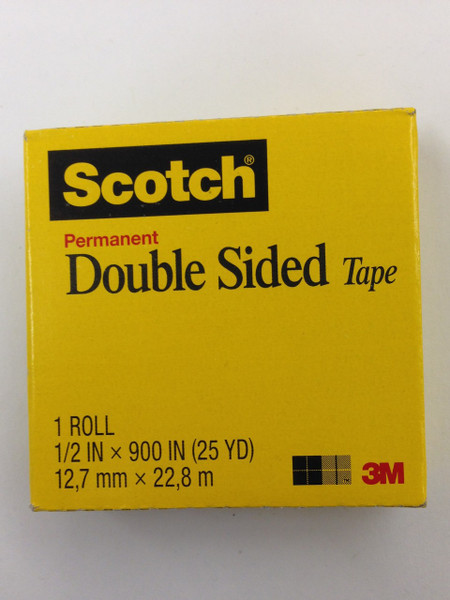 Scotch®
Permanent
Double Sided Tape
1 ROLL
1/2 IN × 900 IN (25 YD)
12,7 mm × 22,8 m
™ 3M